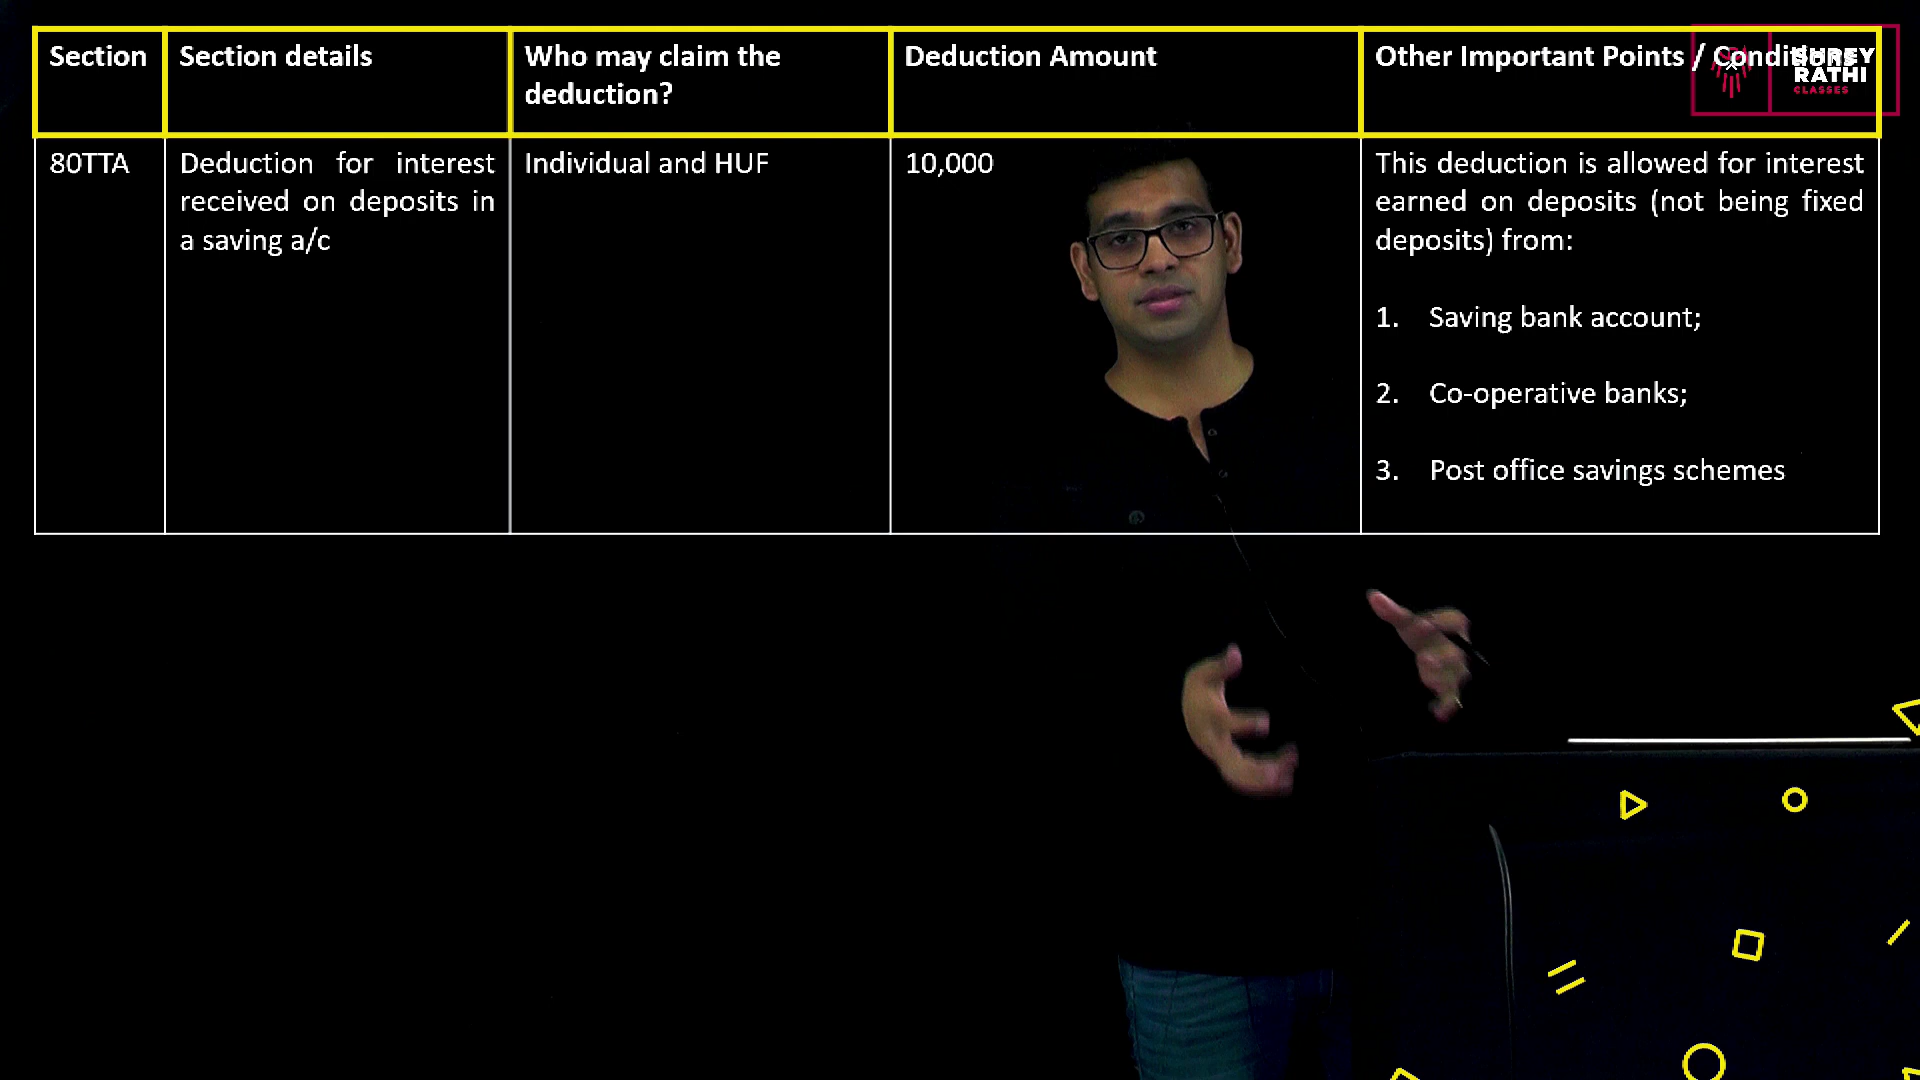 Section
Section details
Who may claim the
deduction?
Deduction Amount
Other Important Points / Conditions
SHREY
RATHI
CLASSES
80TTA
Deduction for interest
received on deposits in
a saving a/c
Individual and HUF
10,000
This deduction is allowed for interest
earned on deposits (not being fixed
deposits) from:
1. Saving bank account;
2. Co-operative banks;
3. Post office savings schemes